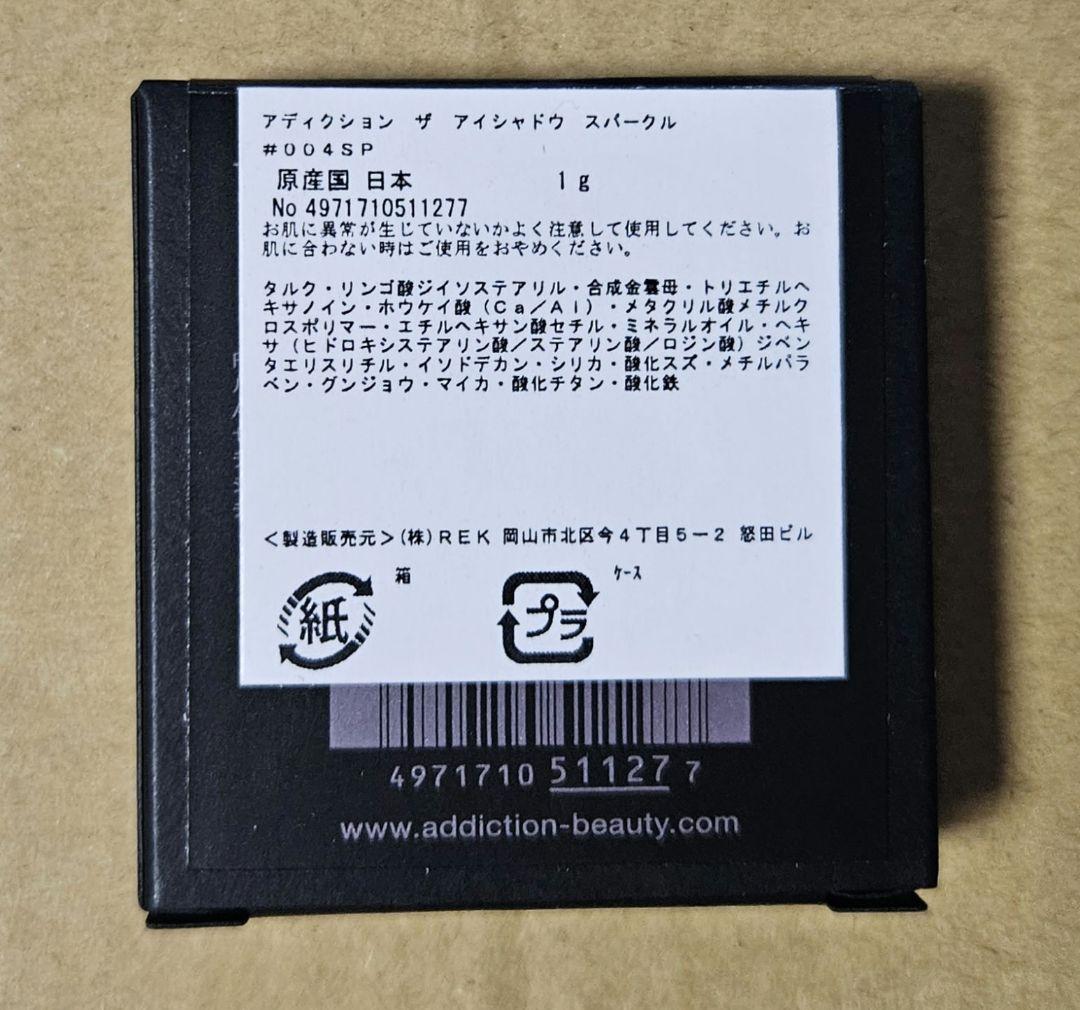 アディクション ザ アイシャドウ スパークル
#004SP
原産国 日本 1g
No 4971710511277
お肌に異常が生じていないかよく注意して使用してください。お
肌に合わない時はご使用をおやめください。
タルク・リンゴ酸ジイソステアリル・合成金雲母・トリエチルヘ
キサノイン・ホウケイ酸(Ca/Al)・メタクリル酸メチルク
ロスポリマー・エチルヘキサン酸セチル・ミネラルオイル・ヘキ
サ(ヒドロキシステアリン酸/ステアリン酸/ロジン酸)ジペン
タエリスリチル・イソドデカン・シリカ・酸化スズ・メチルパラ
ベン・グンジョウ・マイカ・酸化チタン・酸化鉄
<製造販売元>(株)REK 岡山市北区今4丁目5ー2 怒田ビル
紙 箱 プラ ケース
4971710 511277
www.addiction-beauty.com